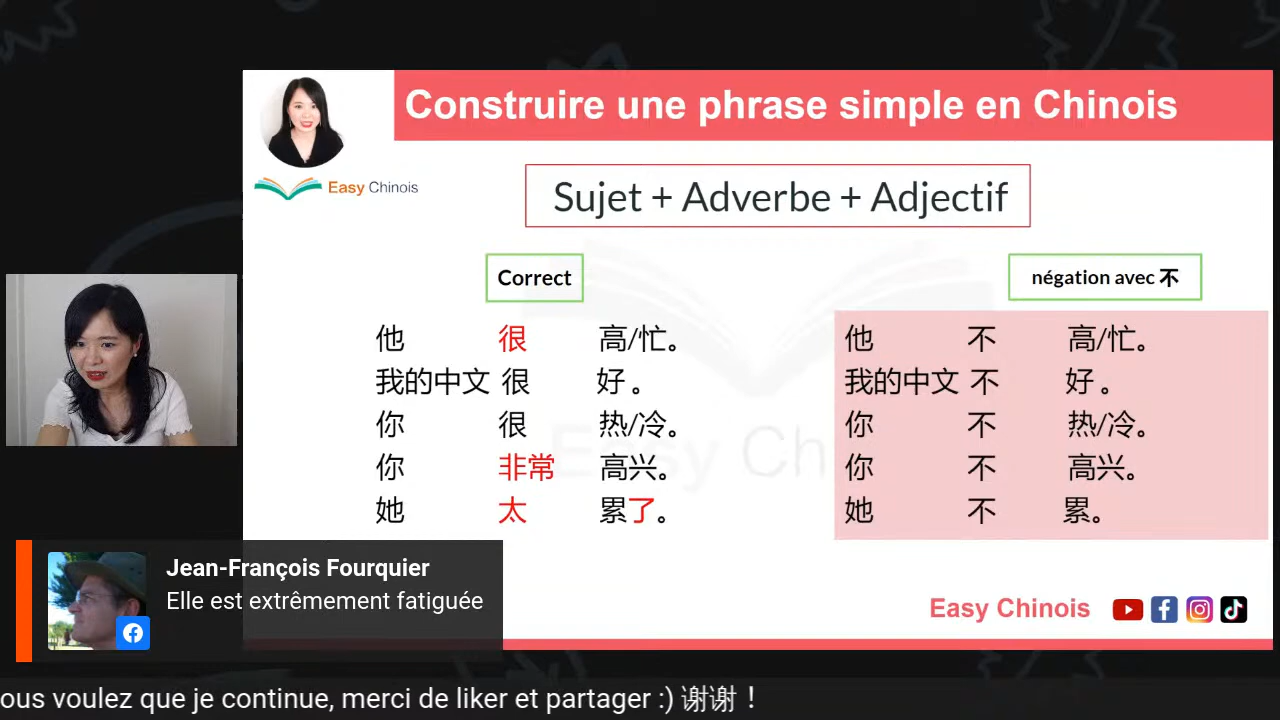 Construire une phrase simple en Chinois
Easy Chinois
Sujet + Adverbe + Adjectif
Correct
négation avec 不
他 很 高/忙。
我的中文 很 好。
你 很 热/冷。
你 非常 高兴。
她 太 累了。
他 不 高/忙。
我的中文 不 好。
你 不 热/冷。
你 不 高兴。
她 不 累。
Easy Chinois
Jean-François Fourquier
Elle est extrêmement fatiguée
Easy Chinois
ous voulez que je continue, merci de liker et partager :) 谢谢！